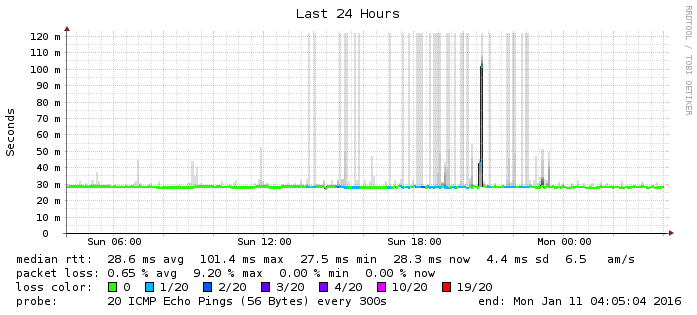 Last 24 Hours
RRDTOOL / TOBI OETIKER
Seconds
120 m
100 m
90 m
80 m
70 m
60 m
50 m
40 m
30 m
20 m
10 m
0
110 m
Sun 06:00 Sun 12:00 Sun 18:00 Mon 00:00
median rtt: 28.6 ms avg 101.4 ms max 27.5 ms min 28.3 ms now 4.4 ms sd 6.5 am/s
packet loss: 0.65 % avg 9.20 % max 0.00 % min 0.00 % now
loss color: 0 1/20 2/20 3/20 4/20 10/20 19/20
probe: 20 ICMP Echo Pings (56 Bytes) every 300s end: Mon Jan 11 04:05:04 2016